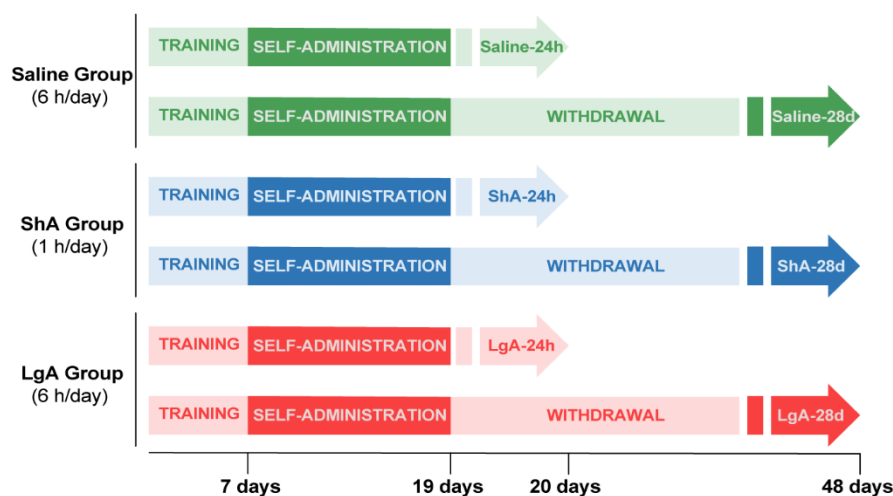 TRAINING SELF-ADMINISTRATION Saline-24h
Saline Group
(6 h/day)
TRAINING SELF-ADMINISTRATION WITHDRAWAL Saline-28d
TRAINING SELF-ADMINISTRATION ShA-24h
ShA Group
(1 h/day)
TRAINING SELF-ADMINISTRATION WITHDRAWAL ShA-28d
TRAINING SELF-ADMINISTRATION LgA-24h
LgA Group
(6 h/day)
TRAINING SELF-ADMINISTRATION WITHDRAWAL LgA-28d
7 days 19 days 20 days 48 days